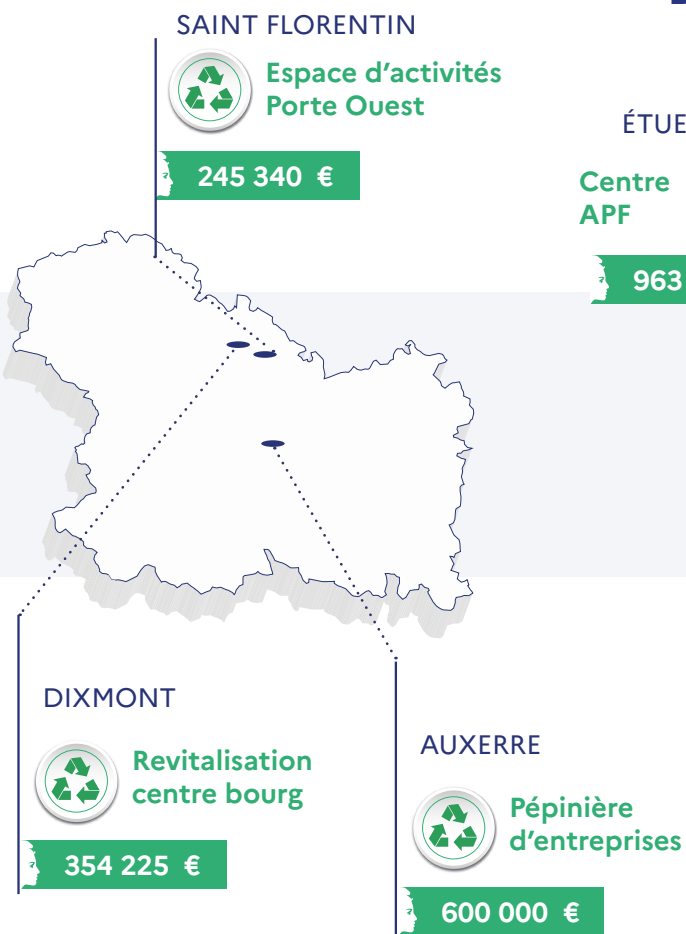 SAINT FLORENTIN
Espace d'activités
Porte Ouest
245 340 €
Centre
APF
963
DIXMONT
Revitalisation
centre bourg
354 225 €
AUXERRE
Pépinière
d'entreprises
600 000 €